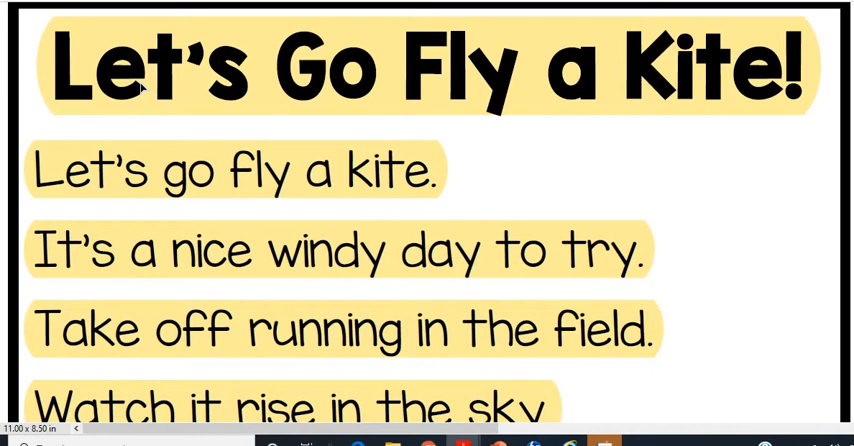 Let's Go Fly a Kite!
Let's go fly a kite.
It's a nice windy day to try.
Take off running in the field.
Watch it rise in the sky
11.00 x 8.50 in